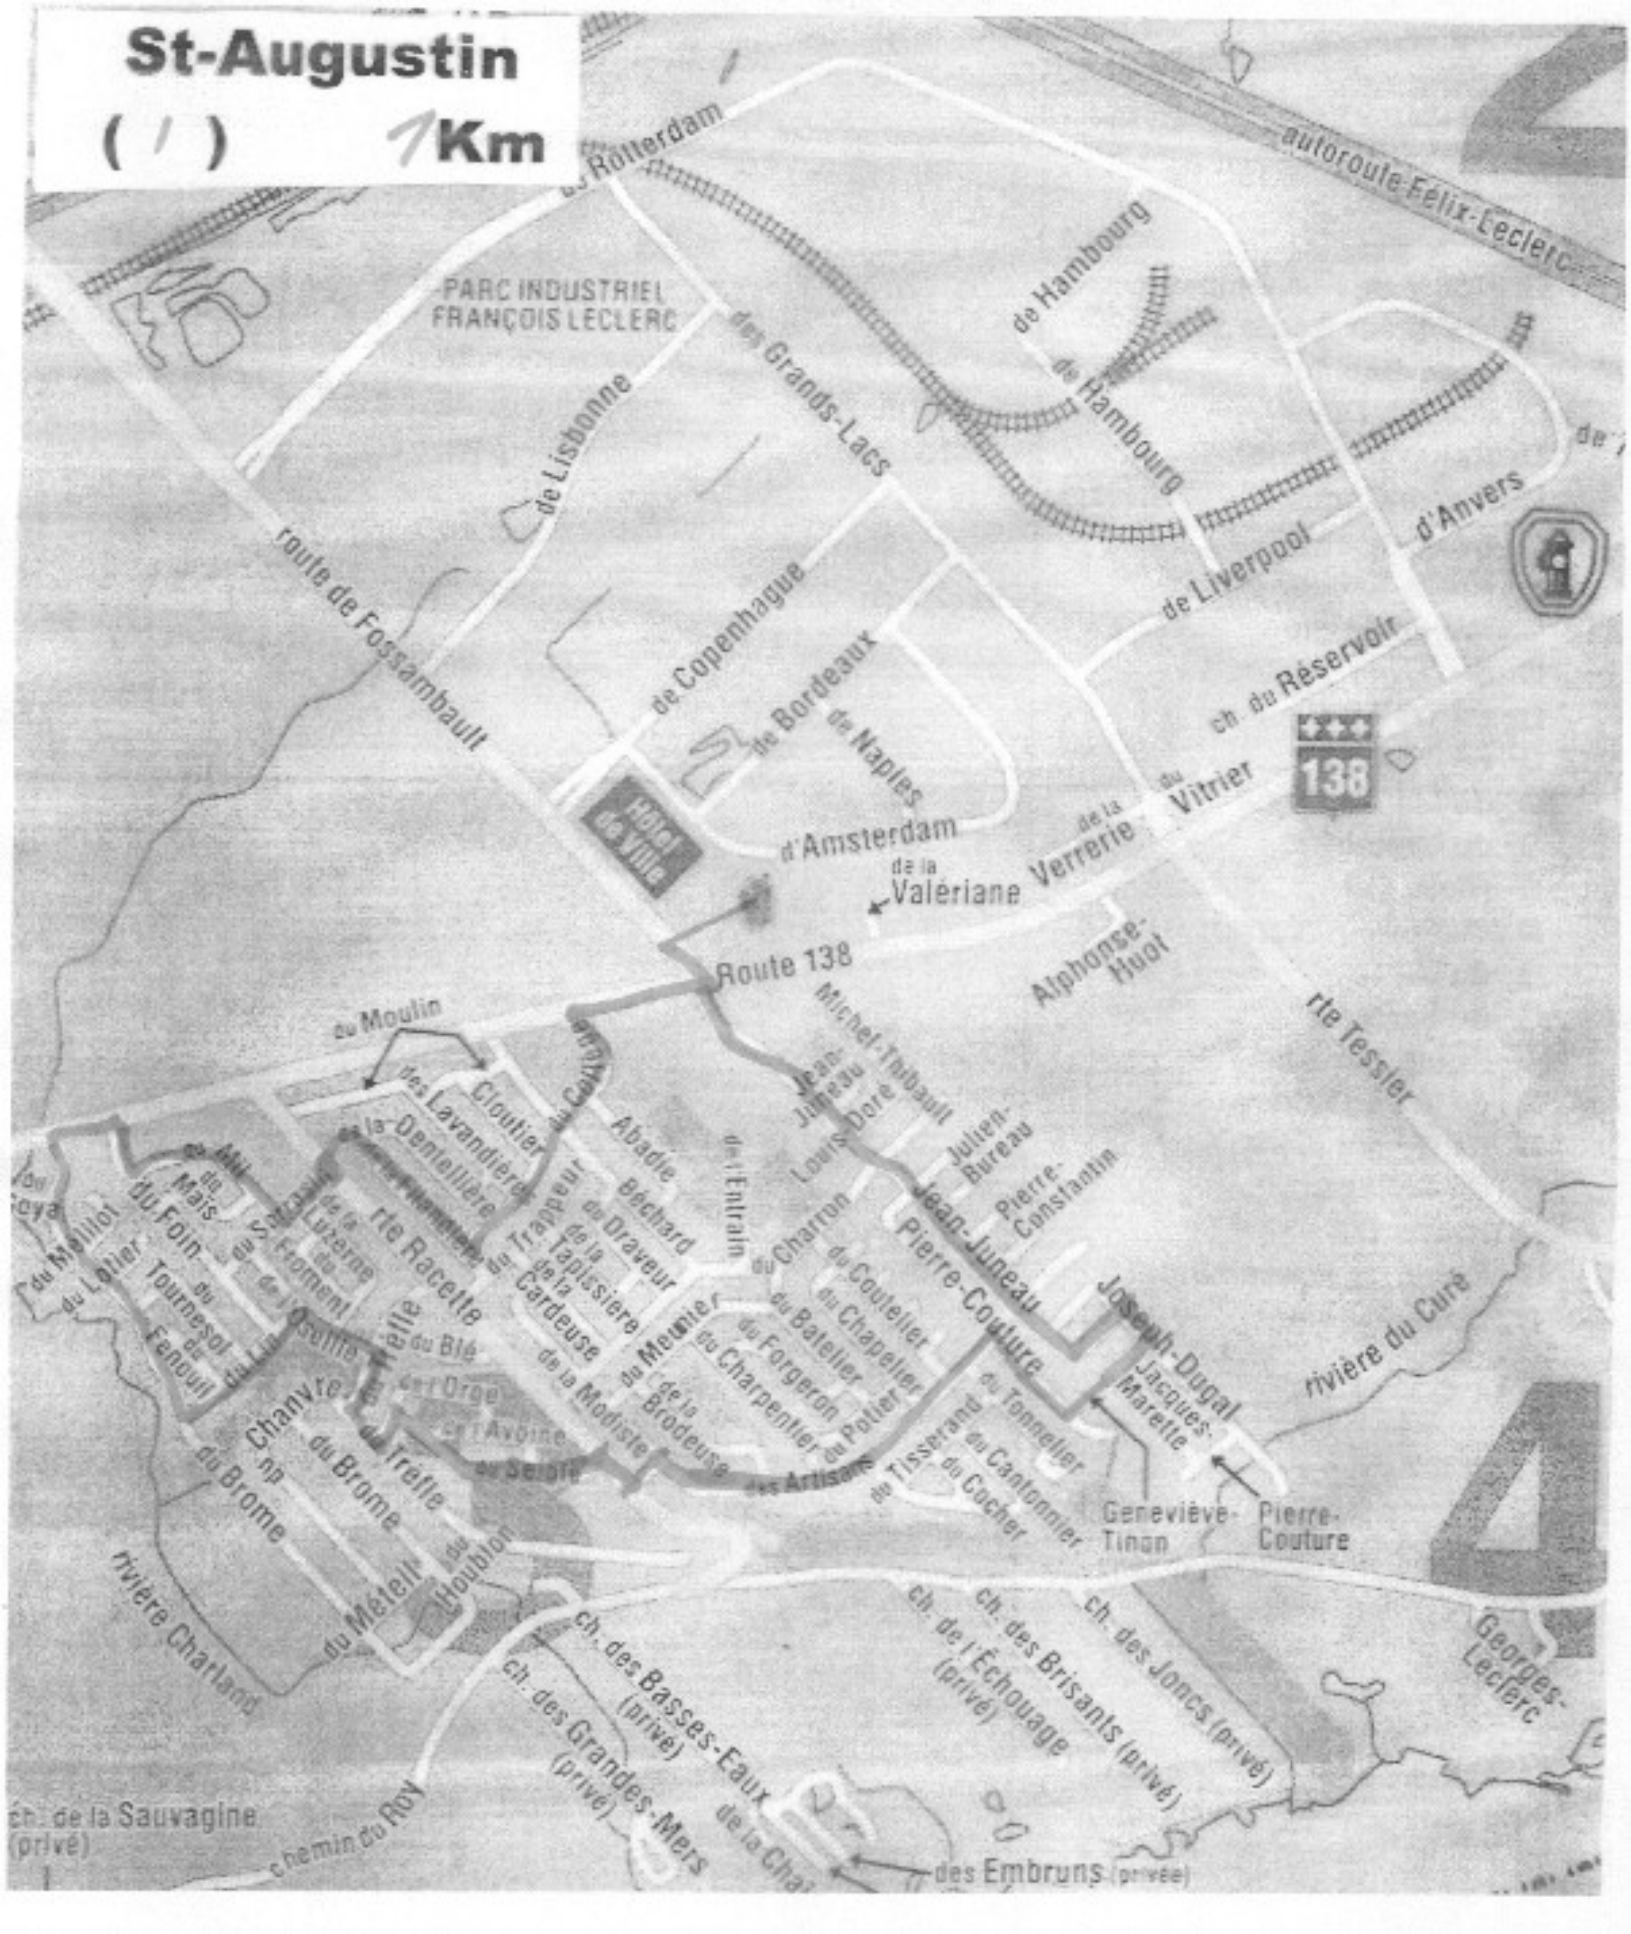 St-Augustin
( 1 ) 1Km
de Rotterdam
autoroute Félix-Leclerc
de Hambourg
PARC INDUSTRIEL
FRANÇOIS LECLERC
des Grands-Lacs
de Hambourg
de Lisbonne
d'Anvers
route de Fossambault
de Copenhague
de Liverpool
de Bordeaux
ch. du Réservoir
de Naples
138
du
Vitrier
Hôtel
de Ville
d'Amsterdam
de la
Verrerie
de la
Valériane
Route 138
Alphonse-
Huot
du Moulin
Michel-Thibault
rte Tessier
Jean-
Juneau
Louis-Doré
des Lavandières
Cloutier
Abadie
de la Dentellière
de l'Entrain
Julien-
Bureau
Pierre-
Constantin
du
Maïs
du Foin
Béchard
du Trappeur
du Draveur
de la
Luzerne
rte Racette
du Charron
Jean-Juneau
Pierre-Couture
du Mélilot
du Lotier
du
Froment
de la
Tapissière
de la
Cardeuse
du Coutelier
du Chapelier
Joseph-Dugal
rivière du Curé
du
Tournesol
du
Fenouil
du Lin
du Blé
du Meunier
du Batelier
du Forgeron
du Charpentier
Jacques-
Marette
de l'Orge
de la Modiste
de la
Brodeuse
du Potier
du Tonnelier
Chanvre
du
de l'Avoine
du Trèfle
du Brome
du Brome
des Artisans
du Tisserand
du Cantonnier
du Cocher
Geneviève-
Tinon
Pierre-
Couture
du
Houblon
rivière Charland
du Méteil
ch. des Basses-Eaux
(privé)
ch. des Grandes-Mers
(privé)
ch. de l'Échouage
(privé)
ch. des Brisants (privé)
ch. des Joncs (privé)
Georges-
Leclerc
4
ch. de la Sauvagine
(privé)
chemin du Roy
des Embruns (privée)